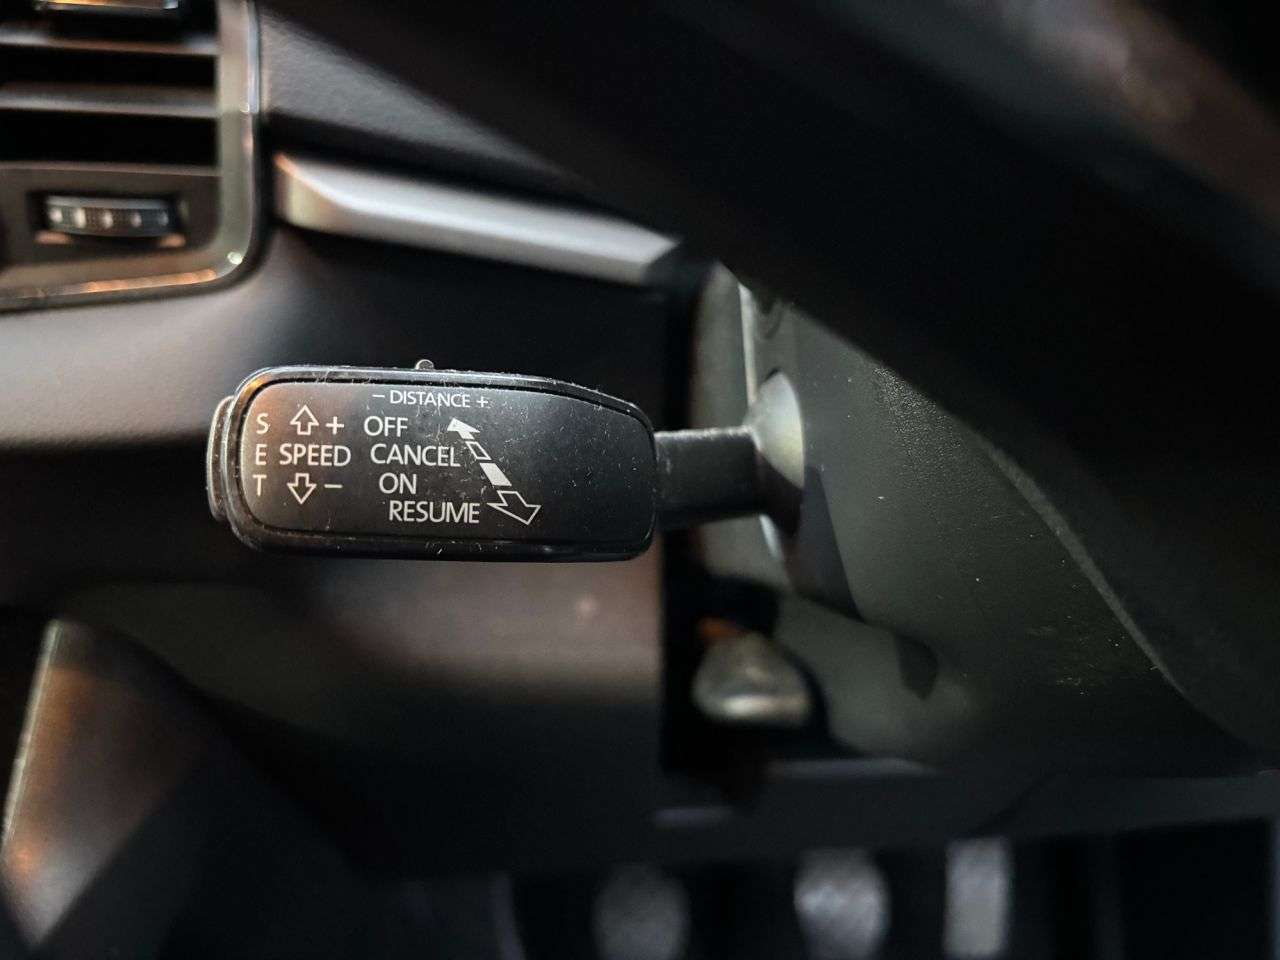 - DISTANCE +
S + OFF
E SPEED CANCEL
T - ON
RESUME